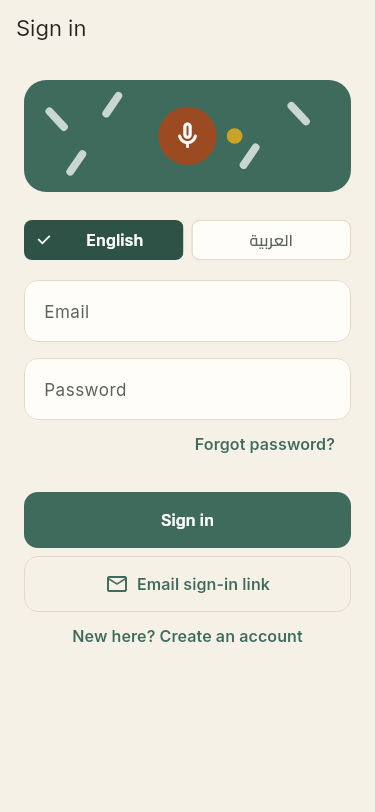 Sign in
English
العربية
Email
Password
Forgot password?
Sign in
Email sign-in link
New here? Create an account